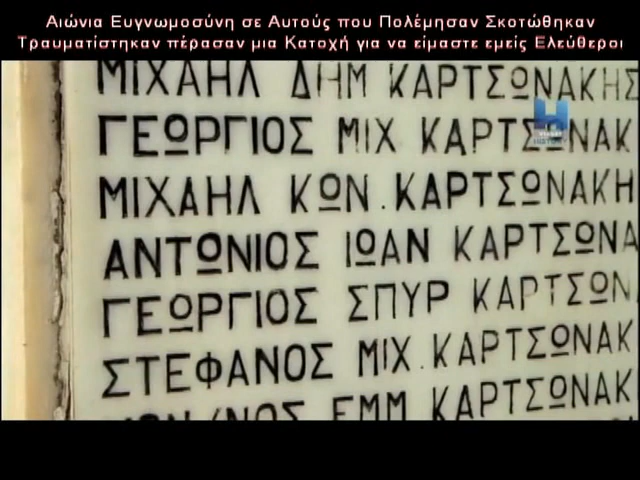 Αιώνια Ευγνωμοσύνη σε Αυτούς που Πολέμησαν Σκοτώθηκαν
Τραυματίστηκαν πέρασαν μια Κατοχή για να είμαστε εμείς Ελεύθεροι
ΜΙΧΑΗΛ ΔΗΜ ΚΑΡΤΣΩΝΑΚΗΣ
ΓΕΩΡΓΙΟΣ ΜΙΧ ΚΑΡΤΣΩΝΑΚ
ΜΙΧΑΗΛ ΚΩΝ. ΚΑΡΤΣΩΝΑΚΗ
ΑΝΤΩΝΙΟΣ ΙΩΑΝ ΚΑΡΤΣΩΝΑ
ΓΕΩΡΓΙΟΣ ΣΠΥΡ ΚΑΡΤΣΩΝ
ΣΤΕΦΑΝΟΣ ΜΙΧ. ΚΑΡΤΣΩΝΑΚ
ΕΜΜ ΚΑΡΤΣΩΝΑΚ